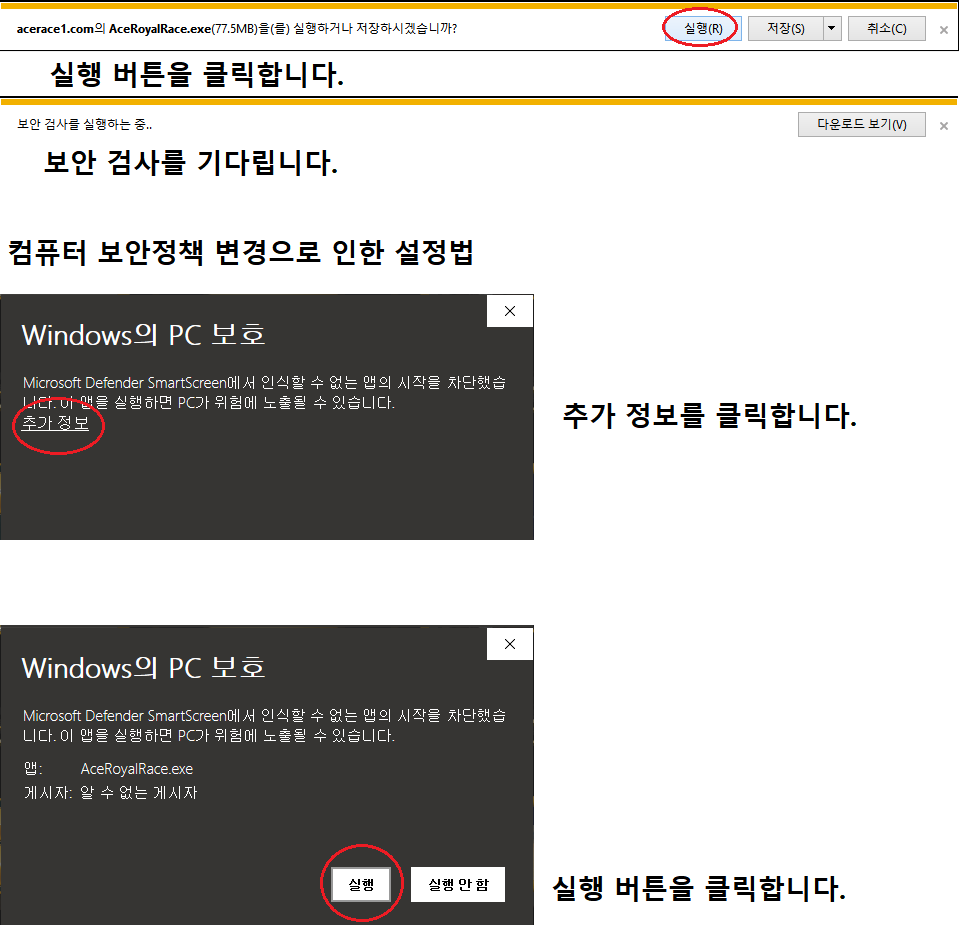 acerace1.com의 AceRoyalRace.exe(77.5MB)을(를) 실행하거나 저장하시겠습니까? 실행(R) 저장(S) 취소(C) ×
실행 버튼을 클릭합니다.
보안 검사를 실행하는 중.. 다운로드 보기(V) ×
보안 검사를 기다립니다.
컴퓨터 보안정책 변경으로 인한 설정법
Windows의 PC 보호
Microsoft Defender SmartScreen에서 인식할 수 없는 앱의 시작을 차단했습
니다. 이 앱을 실행하면 PC가 위험에 노출될 수 있습니다.
추가 정보
추가 정보를 클릭합니다.
Windows의 PC 보호
Microsoft Defender SmartScreen에서 인식할 수 없는 앱의 시작을 차단했습
니다. 이 앱을 실행하면 PC가 위험에 노출될 수 있습니다.
앱: AceRoyalRace.exe
게시자: 알 수 없는 게시자
실행 실행 안 함
실행 버튼을 클릭합니다.